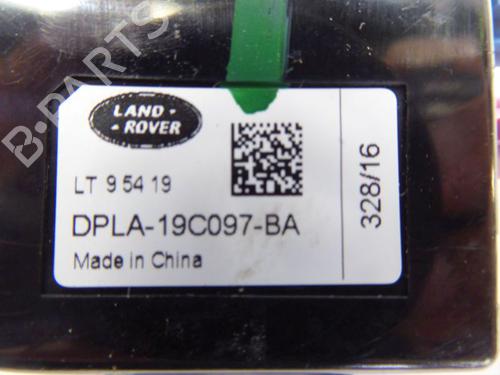 B-PARTS
LAND-
-ROVER
LT 9 54 19
DPLA-19C097-BA
Made in China
328/16